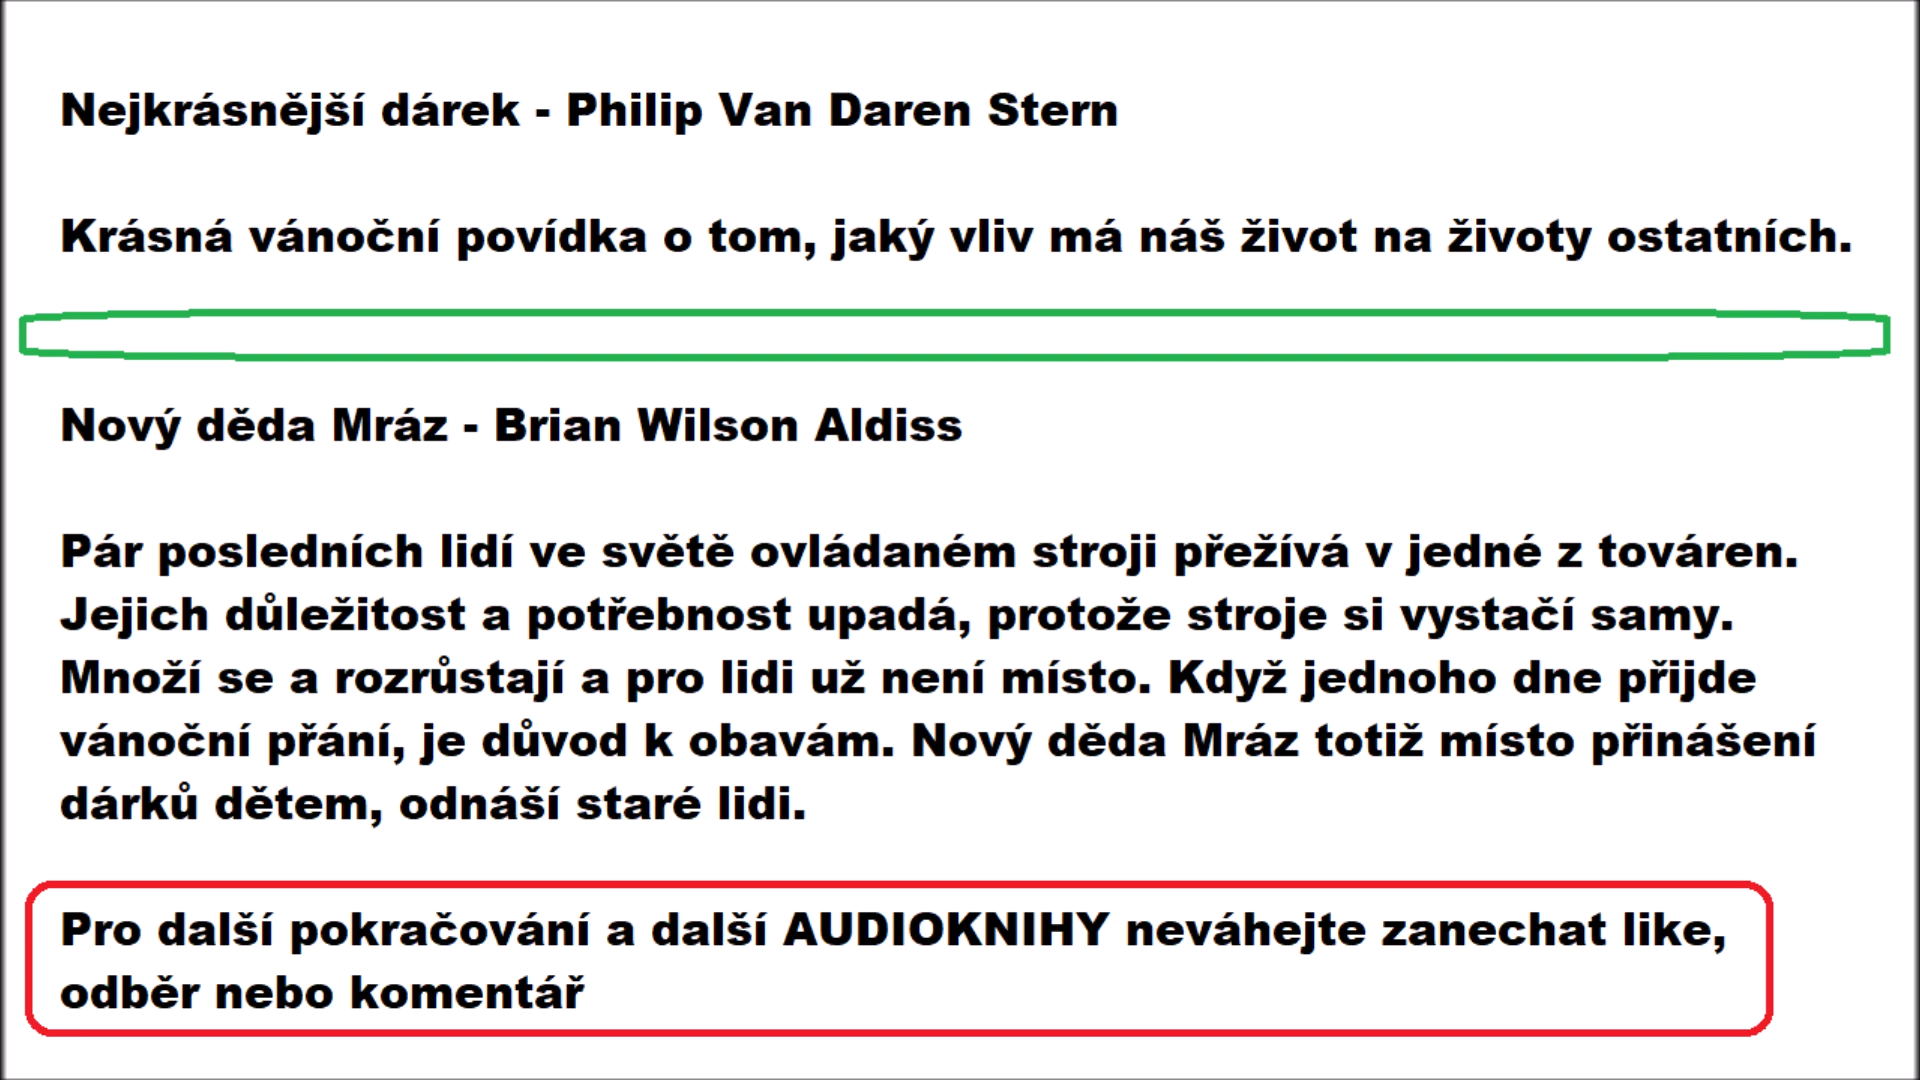 Nejkrásnější dárek - Philip Van Daren Stern
Krásná vánoční povídka o tom, jaký vliv má náš život na životy ostatních.
Nový děda Mráz - Brian Wilson Aldiss
Pár posledních lidí ve světě ovládaném stroji přežívá v jedné z továren.
Jejich důležitost a potřebnost upadá, protože stroje si vystačí samy.
Množí se a rozrůstají a pro lidi už není místo. Když jednoho dne přijde
vánoční přání, je důvod k obavám. Nový děda Mráz totiž místo přinášení
dárků dětem, odnáší staré lidi.
Pro další pokračování a další AUDIOKNIHY neváhejte zanechat like,
odběr nebo komentář